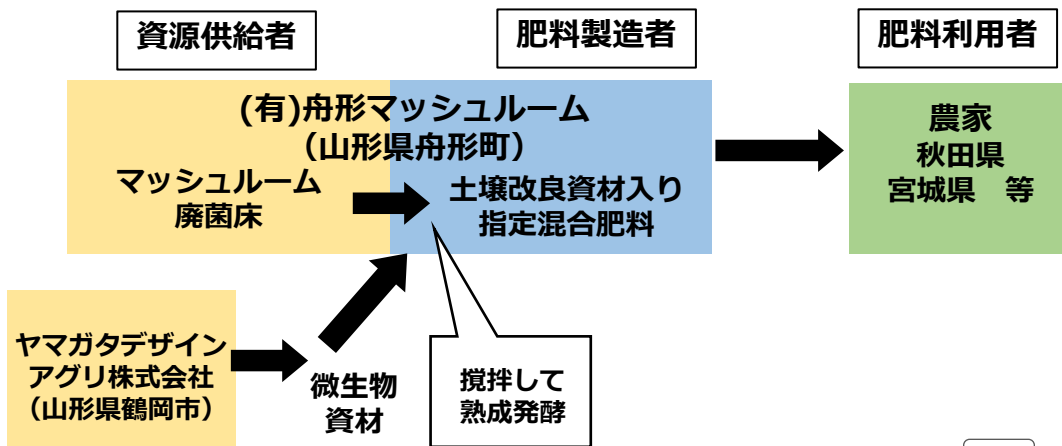 資源供給者
肥料製造者
肥料利用者
(有)舟形マッシュルーム
（山形県舟形町）
マッシュルーム
廃菌床
土壌改良資材入り
指定混合肥料
農家
秋田県
宮城県　等
ヤマガタデザイン
アグリ株式会社
（山形県鶴岡市）
微生物
資材
撹拌して
熟成発酵